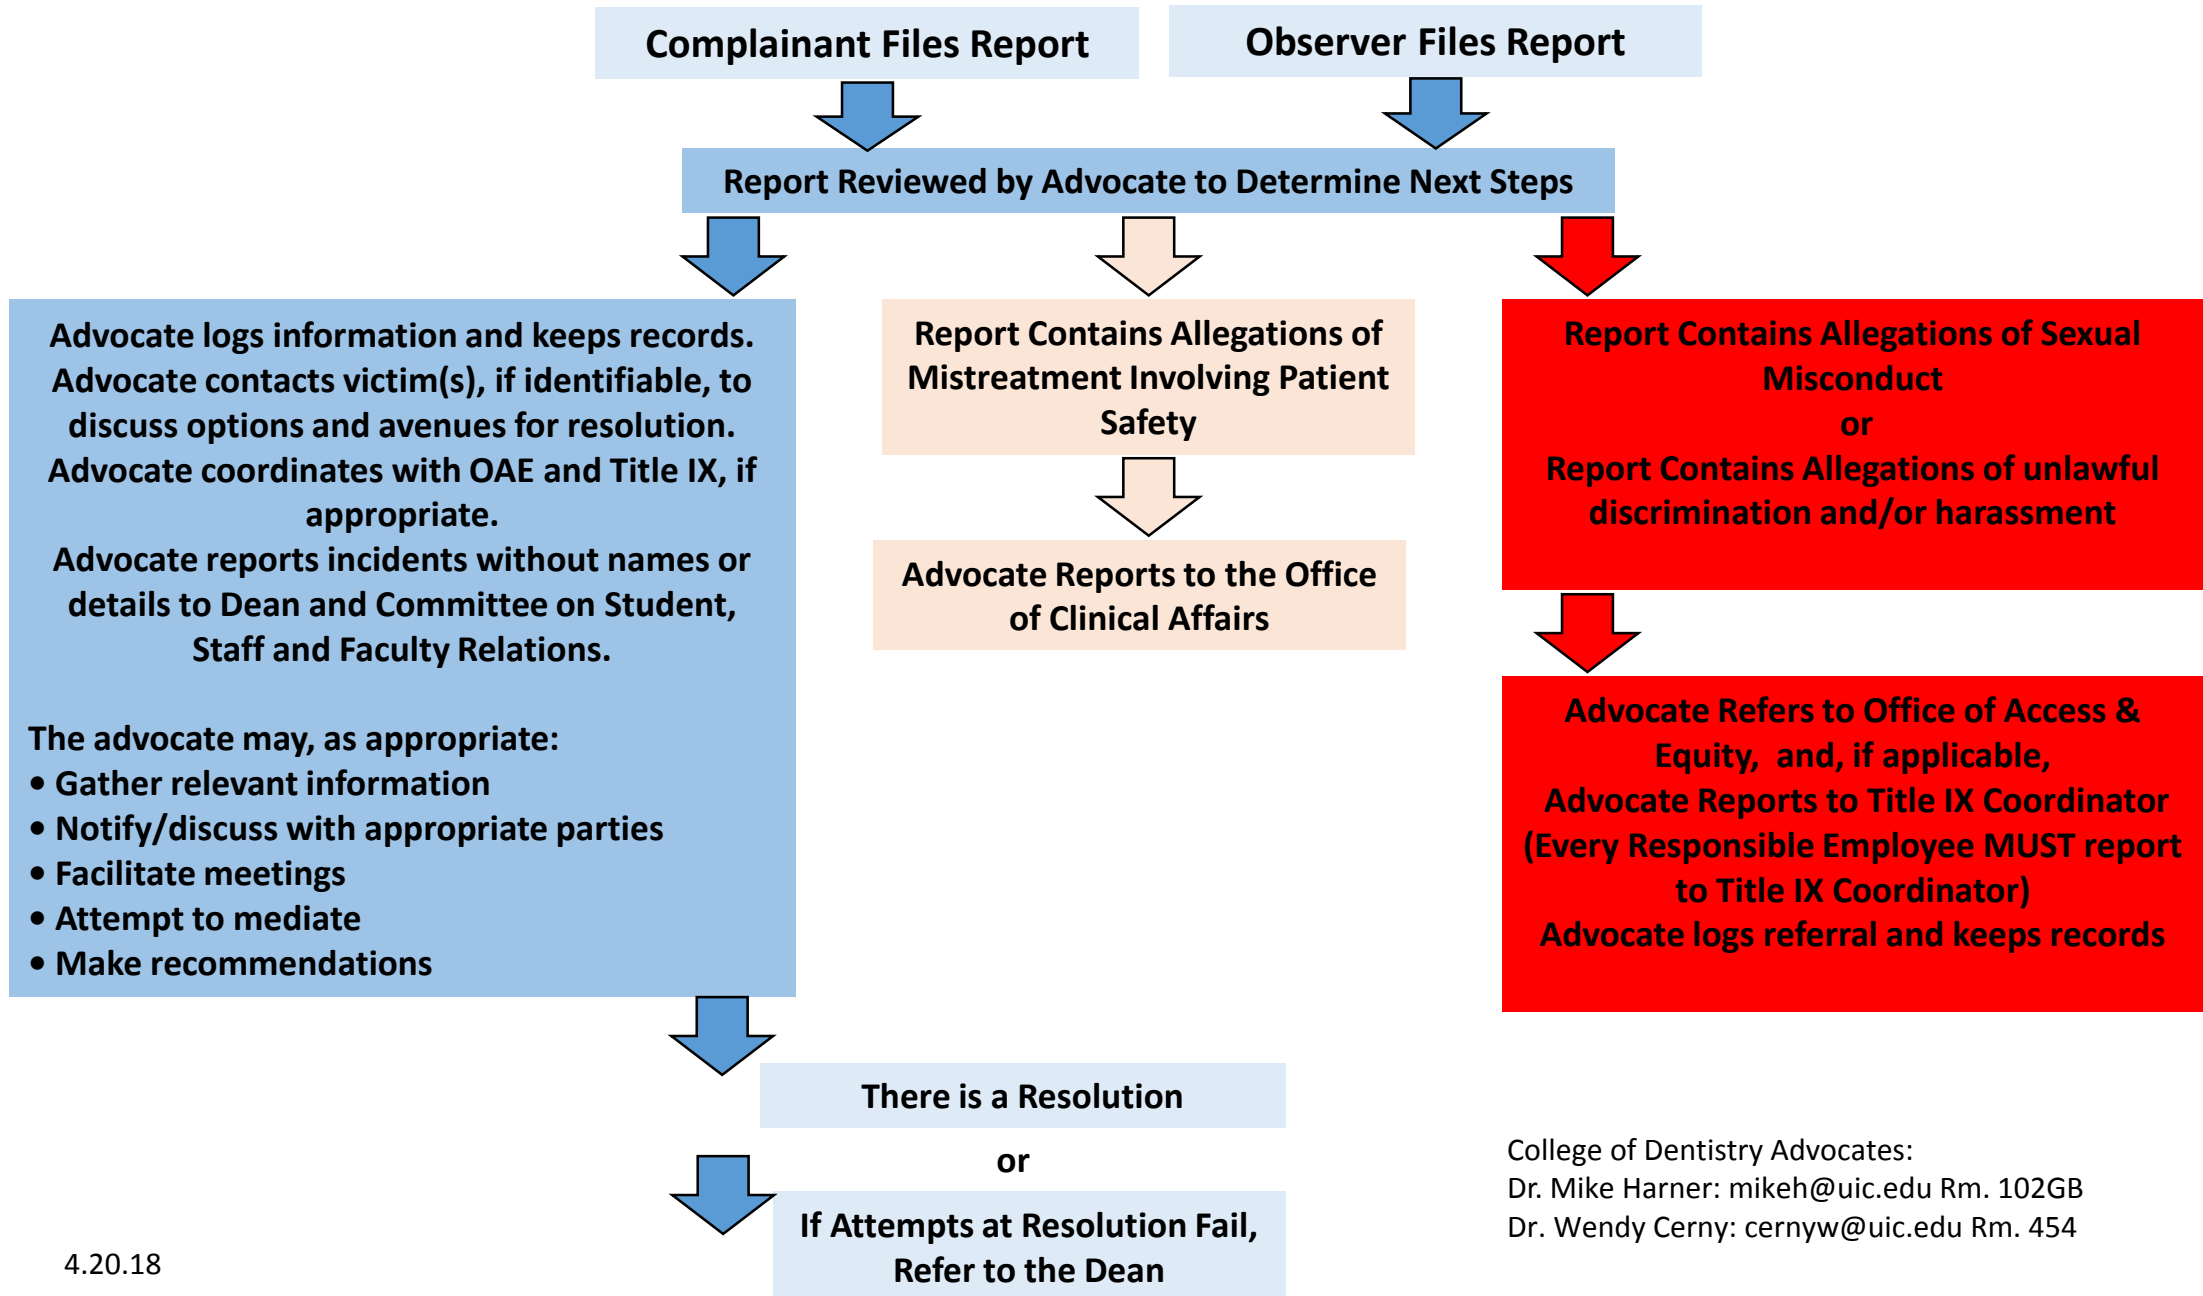 Complainant Files Report
Observer Files Report
Report Reviewed by Advocate to Determine Next Steps
Advocate logs information and keeps records.
Advocate contacts victim(s), if identifiable, to
discuss options and avenues for resolution.
Advocate coordinates with OAE and Title IX, if
appropriate.
Advocate reports incidents without names or
details to Dean and Committee on Student,
Staff and Faculty Relations.
The advocate may, as appropriate:
• Gather relevant information
• Notify/discuss with appropriate parties
• Facilitate meetings
• Attempt to mediate
• Make recommendations
Report Contains Allegations of
Mistreatment Involving Patient
Safety
Advocate Reports to the Office
of Clinical Affairs
Report Contains Allegations of Sexual
Misconduct
or
Report Contains Allegations of unlawful
discrimination and/or harassment
Advocate Refers to Office of Access &
Equity,  and, if applicable,
Advocate Reports to Title IX Coordinator
(Every Responsible Employee MUST report
to Title IX Coordinator)
Advocate logs referral and keeps records
There is a Resolution
or
If Attempts at Resolution Fail,
Refer to the Dean
College of Dentistry Advocates:
Dr. Mike Harner: mikeh@uic.edu Rm. 102GB
Dr. Wendy Cerny: cernyw@uic.edu Rm. 454
4.20.18